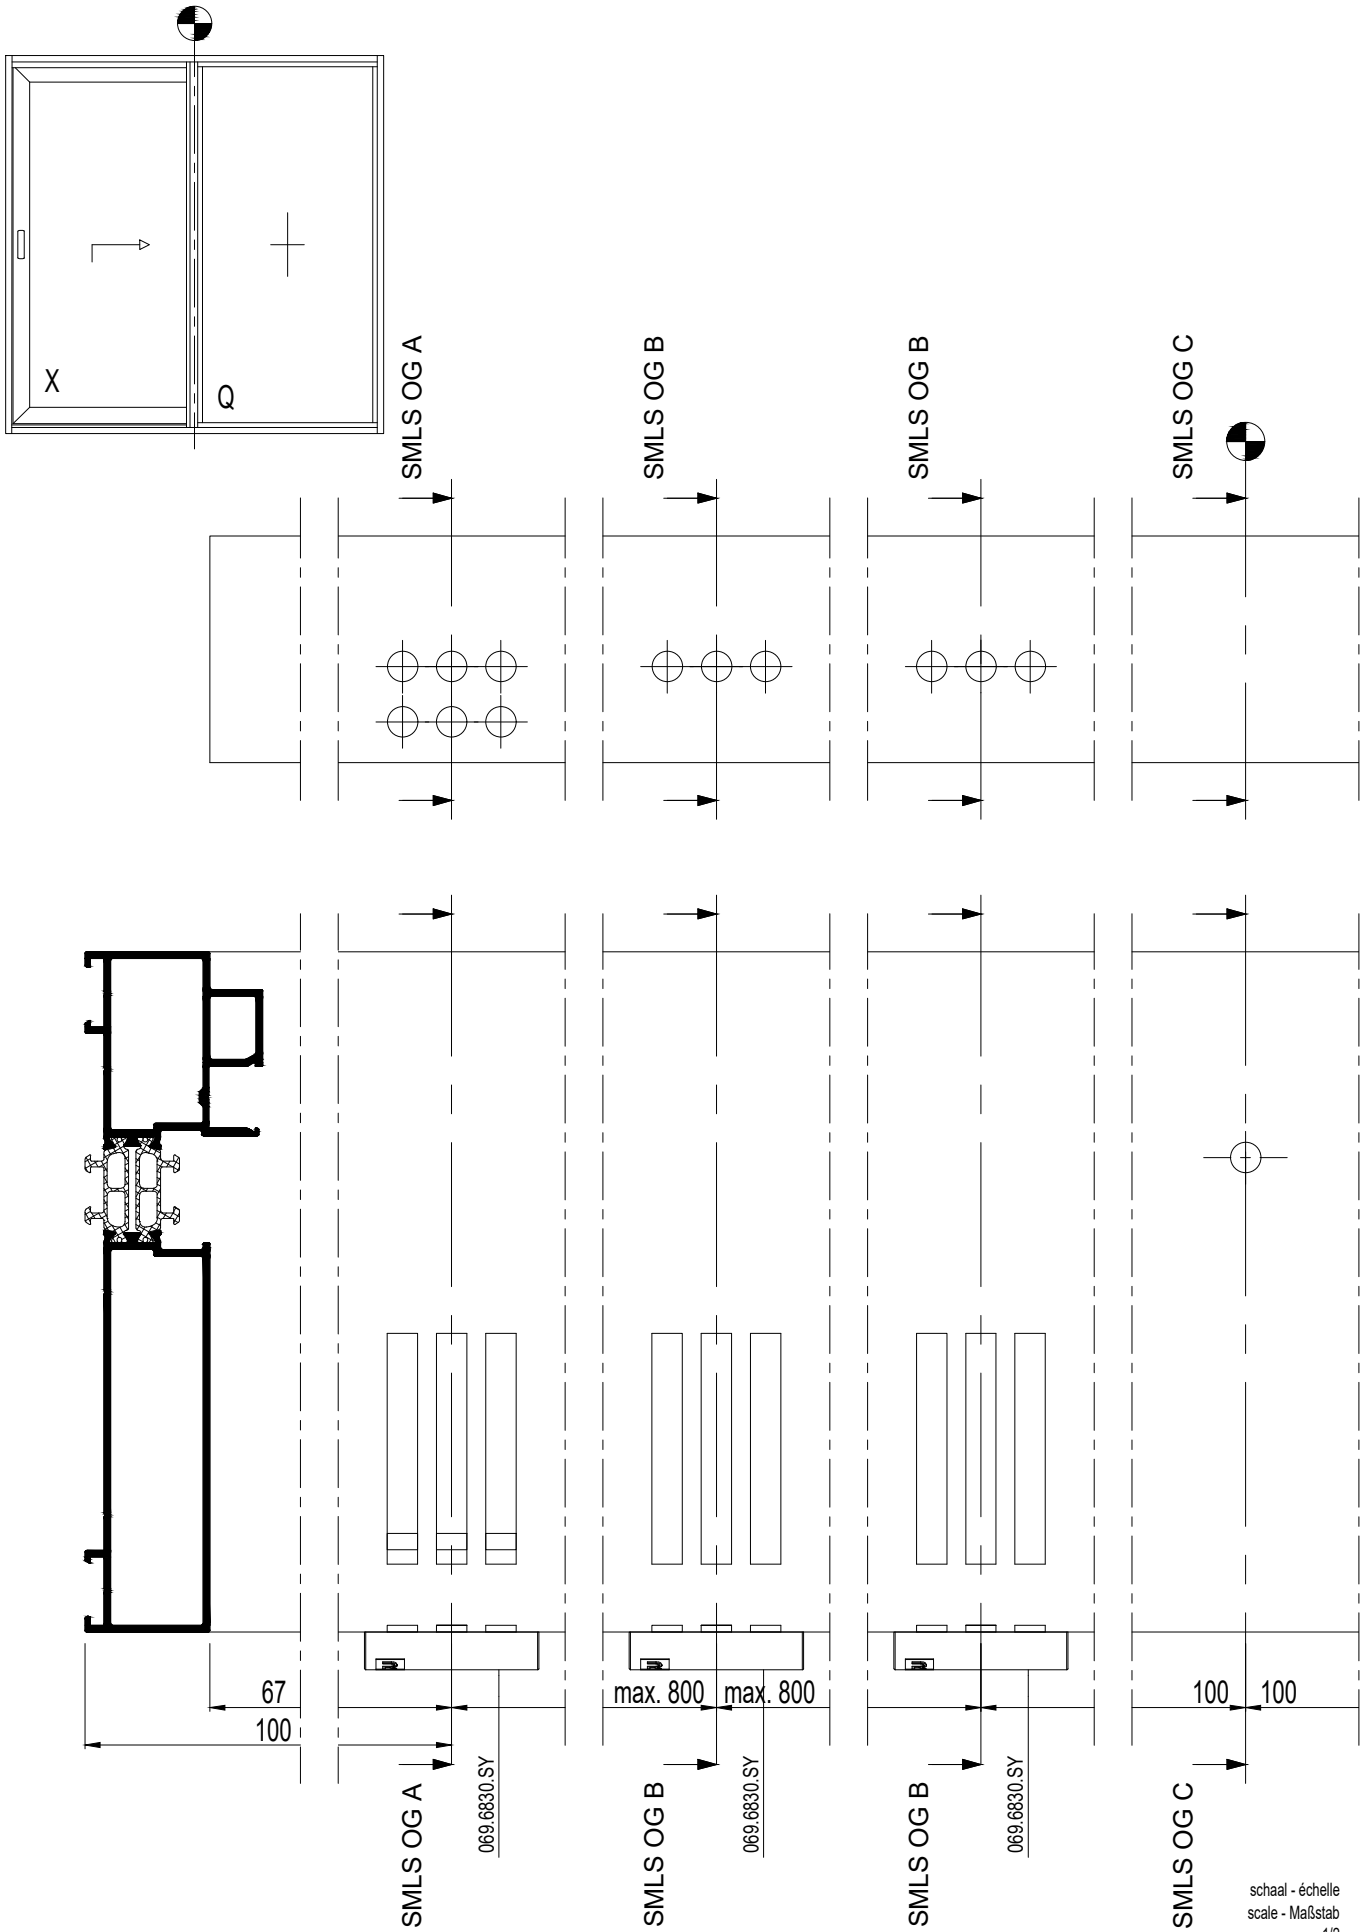 X
Q
SMLS OG A
SMLS OG B
SMLS OG B
SMLS OG C
67
100
max. 800
max. 800
100
100
069.6830.SY
069.6830.SY
069.6830.SY
SMLS OG A
SMLS OG B
SMLS OG B
SMLS OG C
schaal - échelle
scale - Maßstab